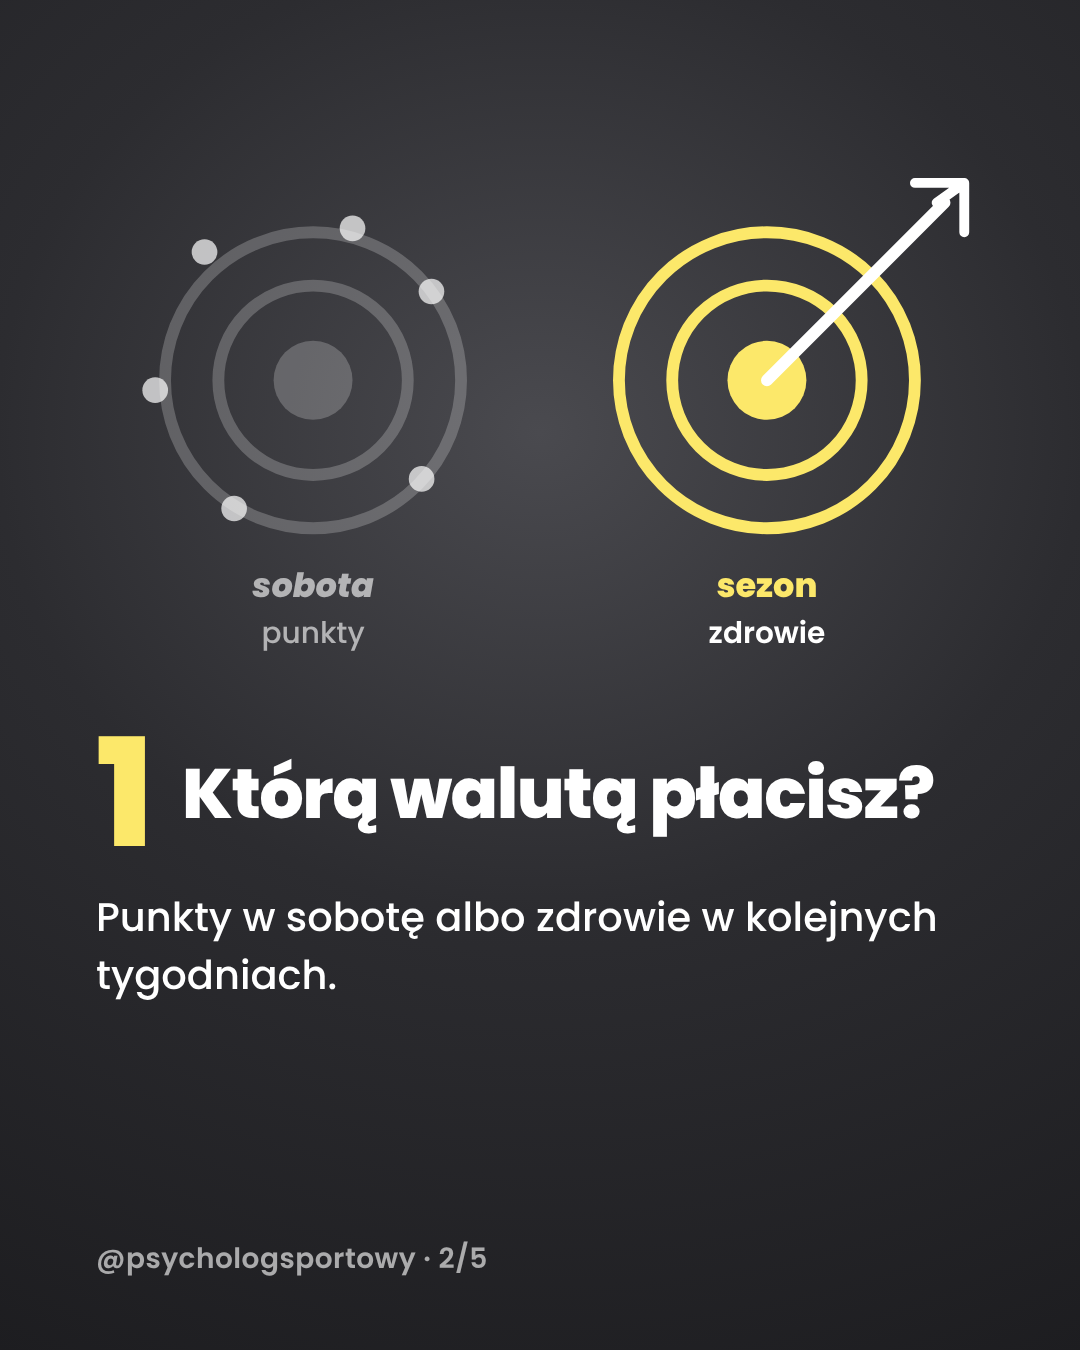 sobota
punkty
sezon
zdrowie
1 Którą walutą płacisz?
Punkty w sobotę albo zdrowie w kolejnych
tygodniach.
@psychologsportowy · 2/5